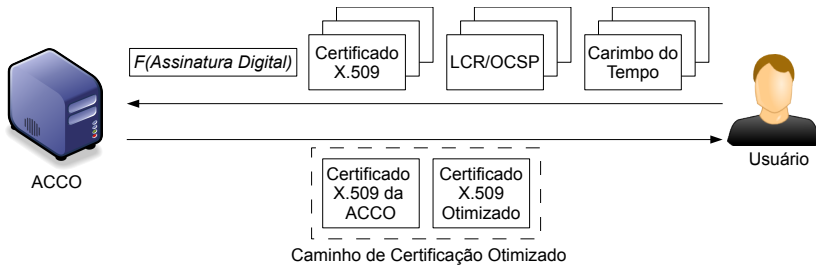 F(Assinatura Digital)
Certificado
X.509
LCR/OCSP
Carimbo do
Tempo
ACCO
Usuário
Certificado
X.509 da
ACCO
Certificado
X.509
Otimizado
Caminho de Certificação Otimizado